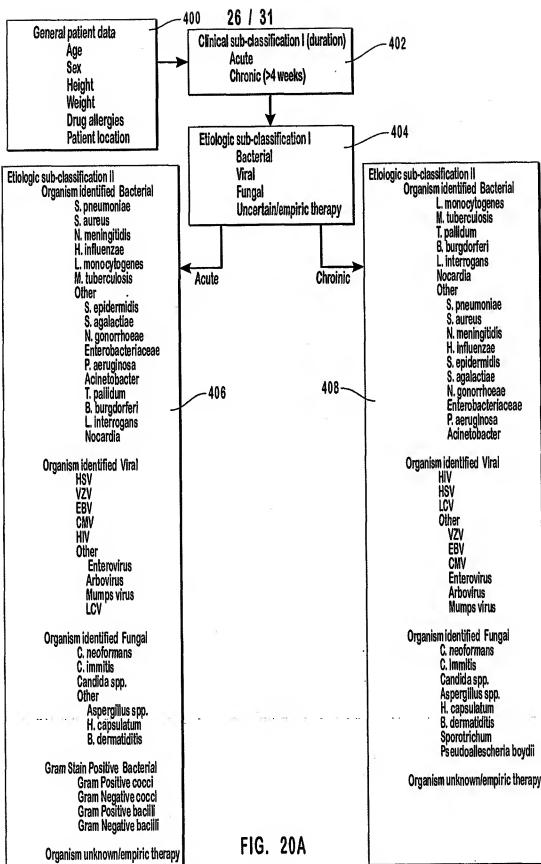 26 / 31
General patient data
Age
Sex
Height
Weight
Drug allergies
Patient location
400
Clinical sub-classification I (duration)
Acute
Chronic (>4 weeks)
402
Etiologic sub-classification I
Bacterial
Viral
Fungal
Uncertain/empiric therapy
404
Acute
Chroinic
Etiologic sub-classification II
Organism identified Bacterial
S. pneumoniae
S. aureus
N. meningitidis
H. influenzae
L. monocytogenes
M. tuberculosis
Other
S. epidermidis
S. agalactiae
N. gonorrhoeae
Enterobacteriaceae
P. aeruginosa
Acinetobacter
T. pallidum
B. burgdorferi
L. interrogans
Nocardia
Organism identified Viral
HSV
VZV
EBV
CMV
HIV
Other
Enterovirus
Arbovirus
Mumps virus
LCV
Organism identified Fungal
C. neoformans
C. immitis
Candida spp.
Other
Aspergillus spp.
H. capsulatum
B. dermatiditis
Gram Stain Positive Bacterial
Gram Positive cocci
Gram Negative cocci
Gram Positive bacilli
Gram Negative bacilli
Organism unknown/empiric therapy
406
408
Etiologic sub-classification II
Organism identified Bacterial
L. monocytogenes
M. tuberculosis
T. pallidum
B. burgdorferi
L. interrogans
Nocardia
Other
S. pneumoniae
S. aureus
N. meningitidis
H. influenzae
S. epidermidis
S. agalactiae
N. gonorrhoeae
Enterobacteriaceae
P. aeruginosa
Acinetobacter
Organism identified Viral
HIV
HSV
LCV
Other
VZV
EBV
CMV
Enterovirus
Arbovirus
Mumps virus
Organism identified Fungal
C. neoformans
C. immitis
Candida spp.
Aspergillus spp.
H. capsulatum
B. dermatiditis
Sporotrichum
Pseudoallescheria boydii
Organism unknown/empiric therapy
FIG. 20A